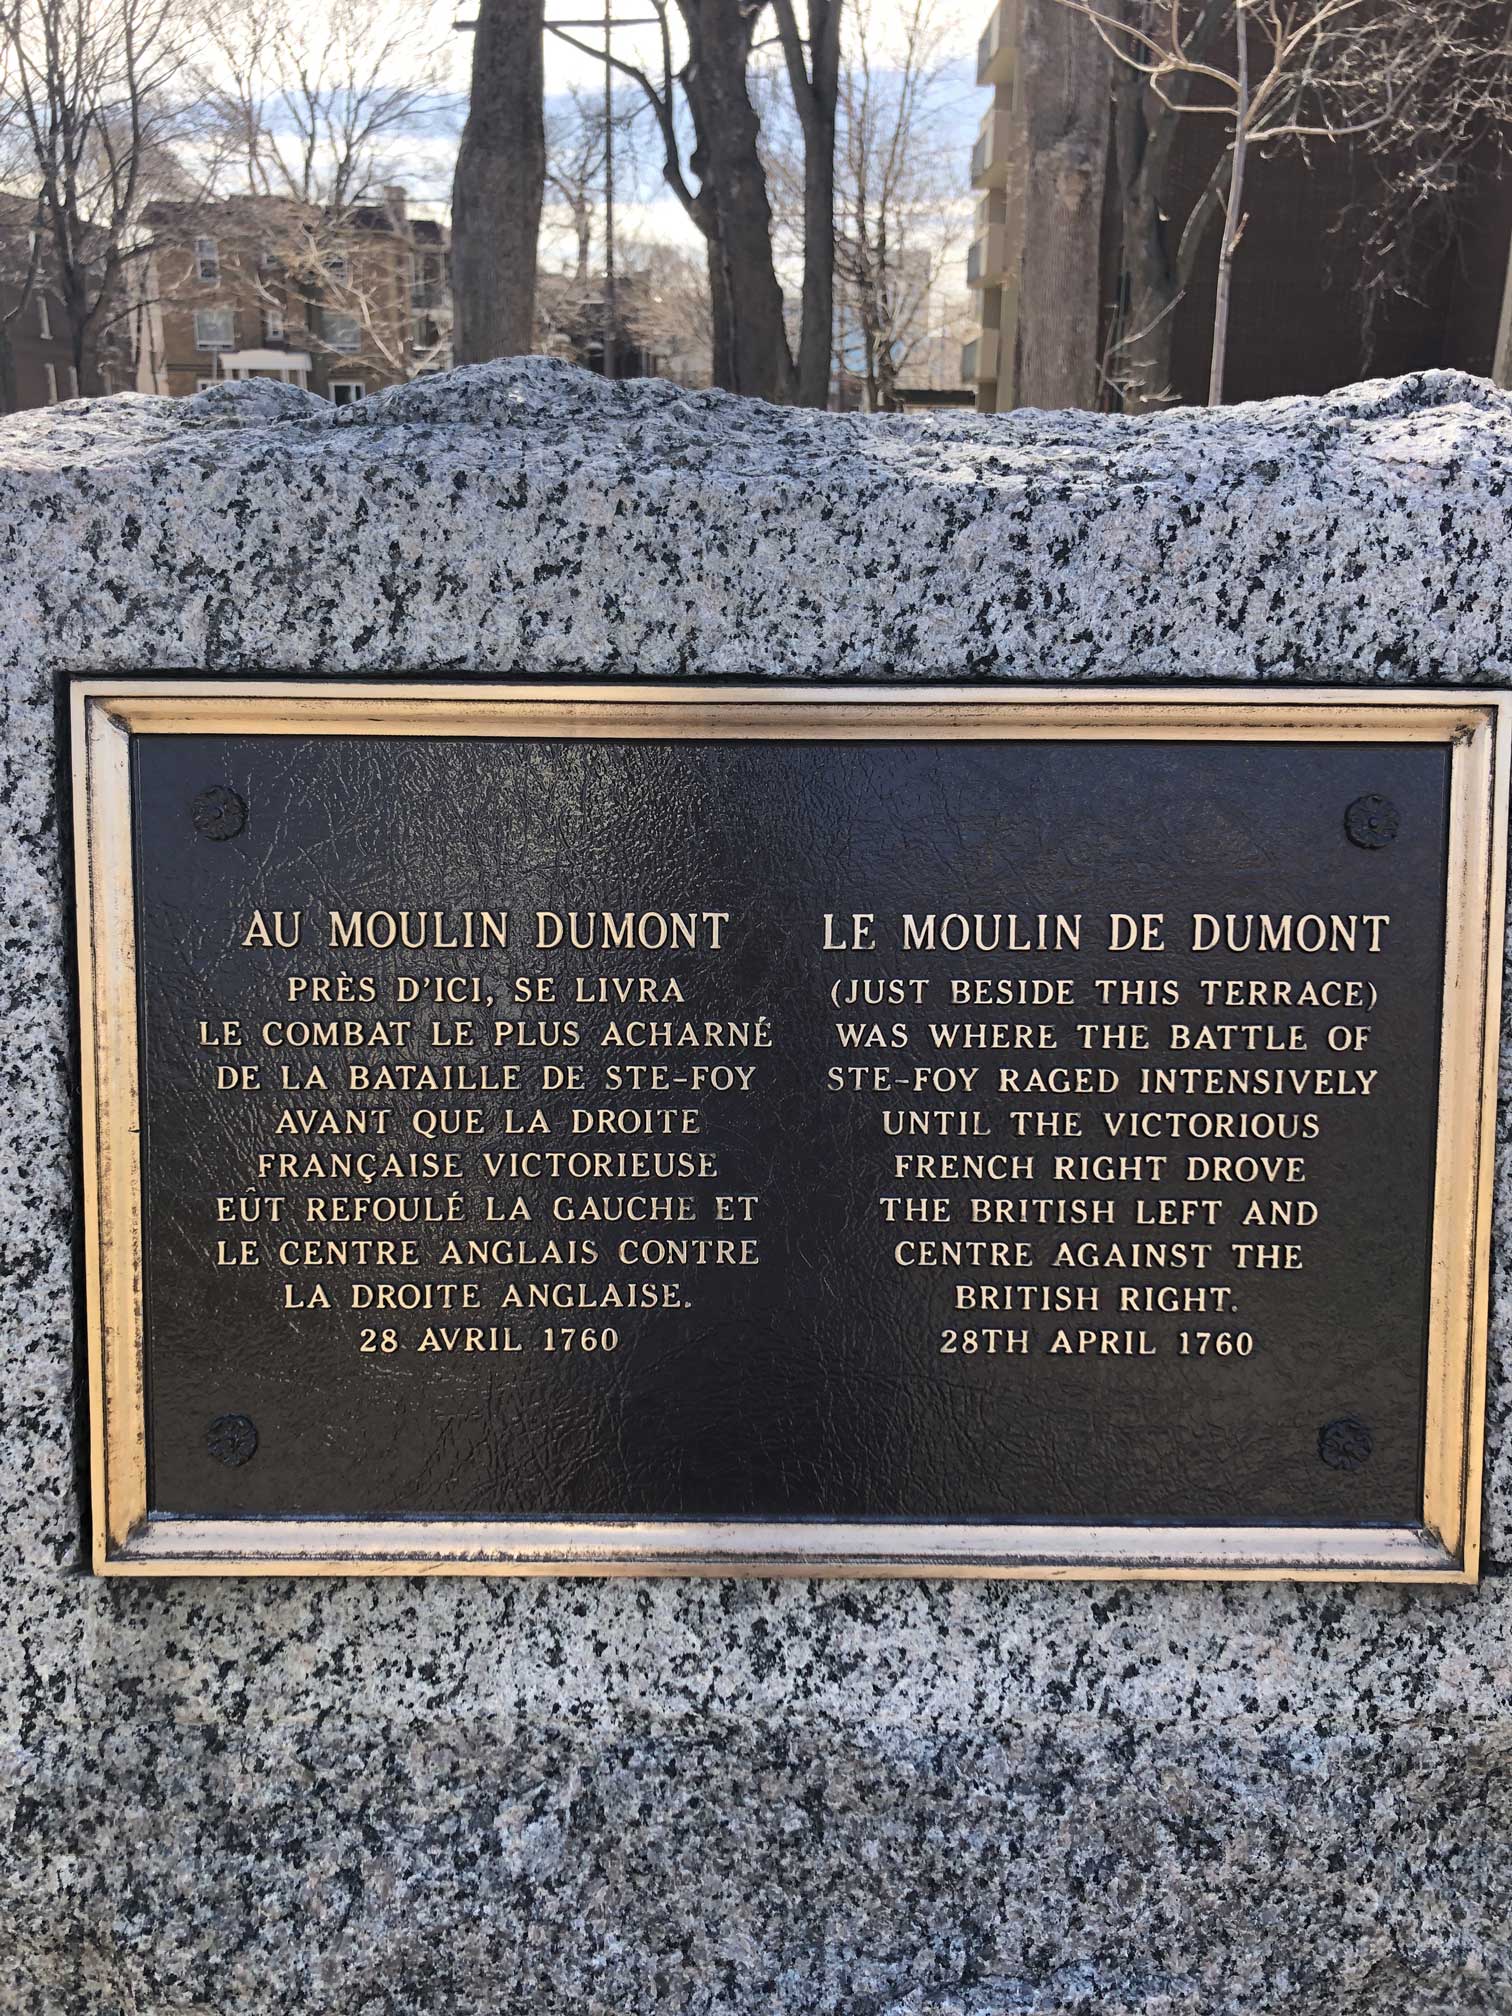 AU MOULIN DUMONT
PRÈS D'ICI, SE LIVRA
LE COMBAT LE PLUS ACHARNÉ
DE LA BATAILLE DE STE-FOY
AVANT QUE LA DROITE
FRANÇAISE VICTORIEUSE
EÛT REFOULÉ LA GAUCHE ET
LE CENTRE ANGLAIS CONTRE
LA DROITE ANGLAISE.
28 AVRIL 1760
LE MOULIN DE DUMONT
(JUST BESIDE THIS TERRACE)
WAS WHERE THE BATTLE OF
STE-FOY RAGED INTENSIVELY
UNTIL THE VICTORIOUS
FRENCH RIGHT DROVE
THE BRITISH LEFT AND
CENTRE AGAINST THE
BRITISH RIGHT.
28TH APRIL 1760